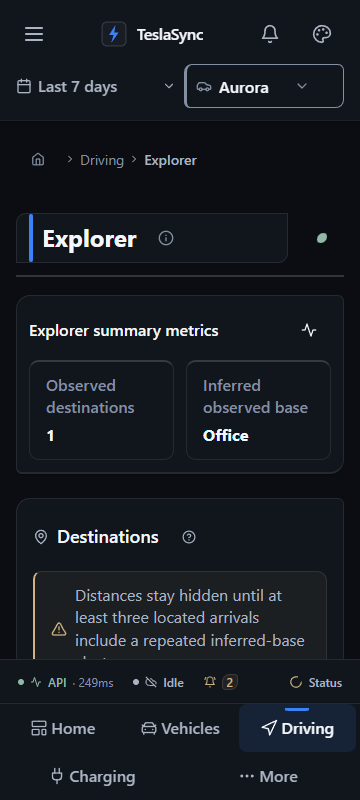 TeslaSync
Last 7 days
Aurora
Driving
Explorer
Explorer
Explorer summary metrics
Observed
destinations
1
Inferred
observed base
Office
Destinations
Distances stay hidden until at
least three located arrivals
include a repeated inferred-base
API · 249ms
Idle
2
Status
Home
Vehicles
Driving
Charging
More